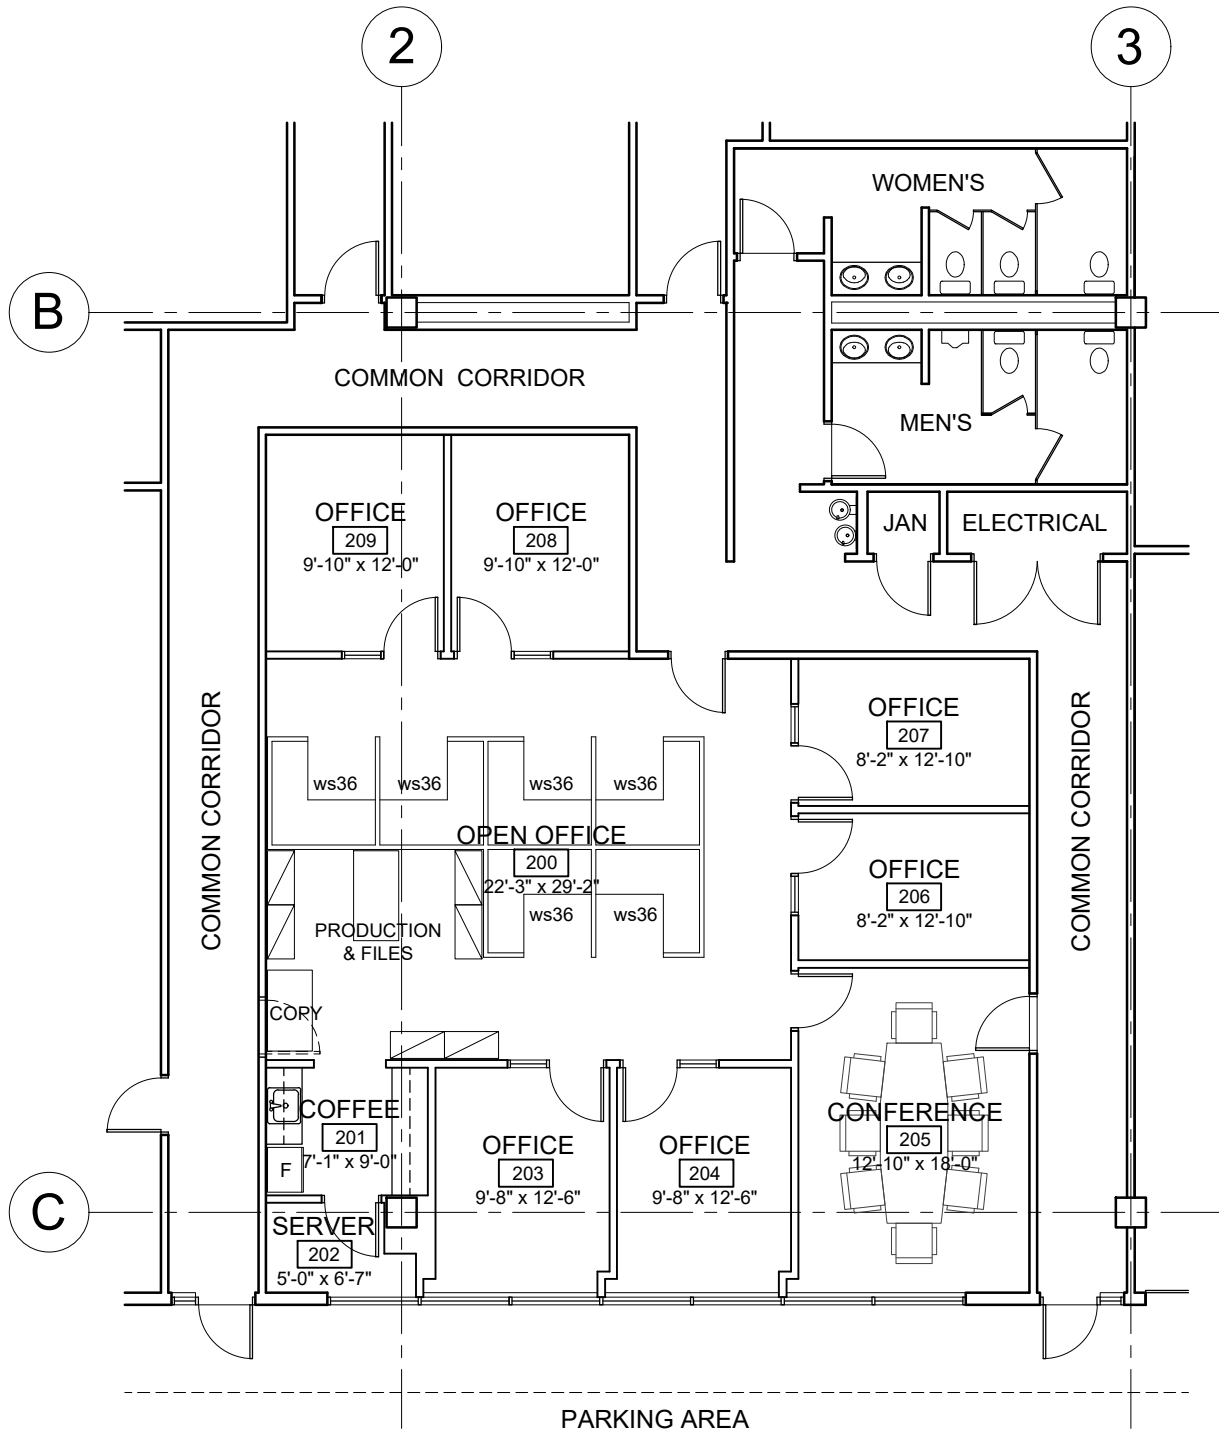 2
3
WOMEN'S
B
COMMON CORRIDOR
MEN'S
OFFICE
209
9'-10" x 12'-0"
OFFICE
208
9'-10" x 12'-0"
JAN
ELECTRICAL
COMMON CORRIDOR
OFFICE
207
8'-2" x 12'-10"
COMMON CORRIDOR
ws36
ws36
ws36
ws36
OPEN OFFICE
200
22'-3" x 29'-2"
OFFICE
206
8'-2" x 12'-10"
ws36
ws36
PRODUCTION
& FILES
COPY
COFFEE
201
7'-1" x 9'-0"
F
OFFICE
203
9'-8" x 12'-6"
OFFICE
204
9'-8" x 12'-6"
CONFERENCE
205
12'-10" x 18'-0"
C
SERVER
202
5'-0" x 6'-7"
PARKING AREA